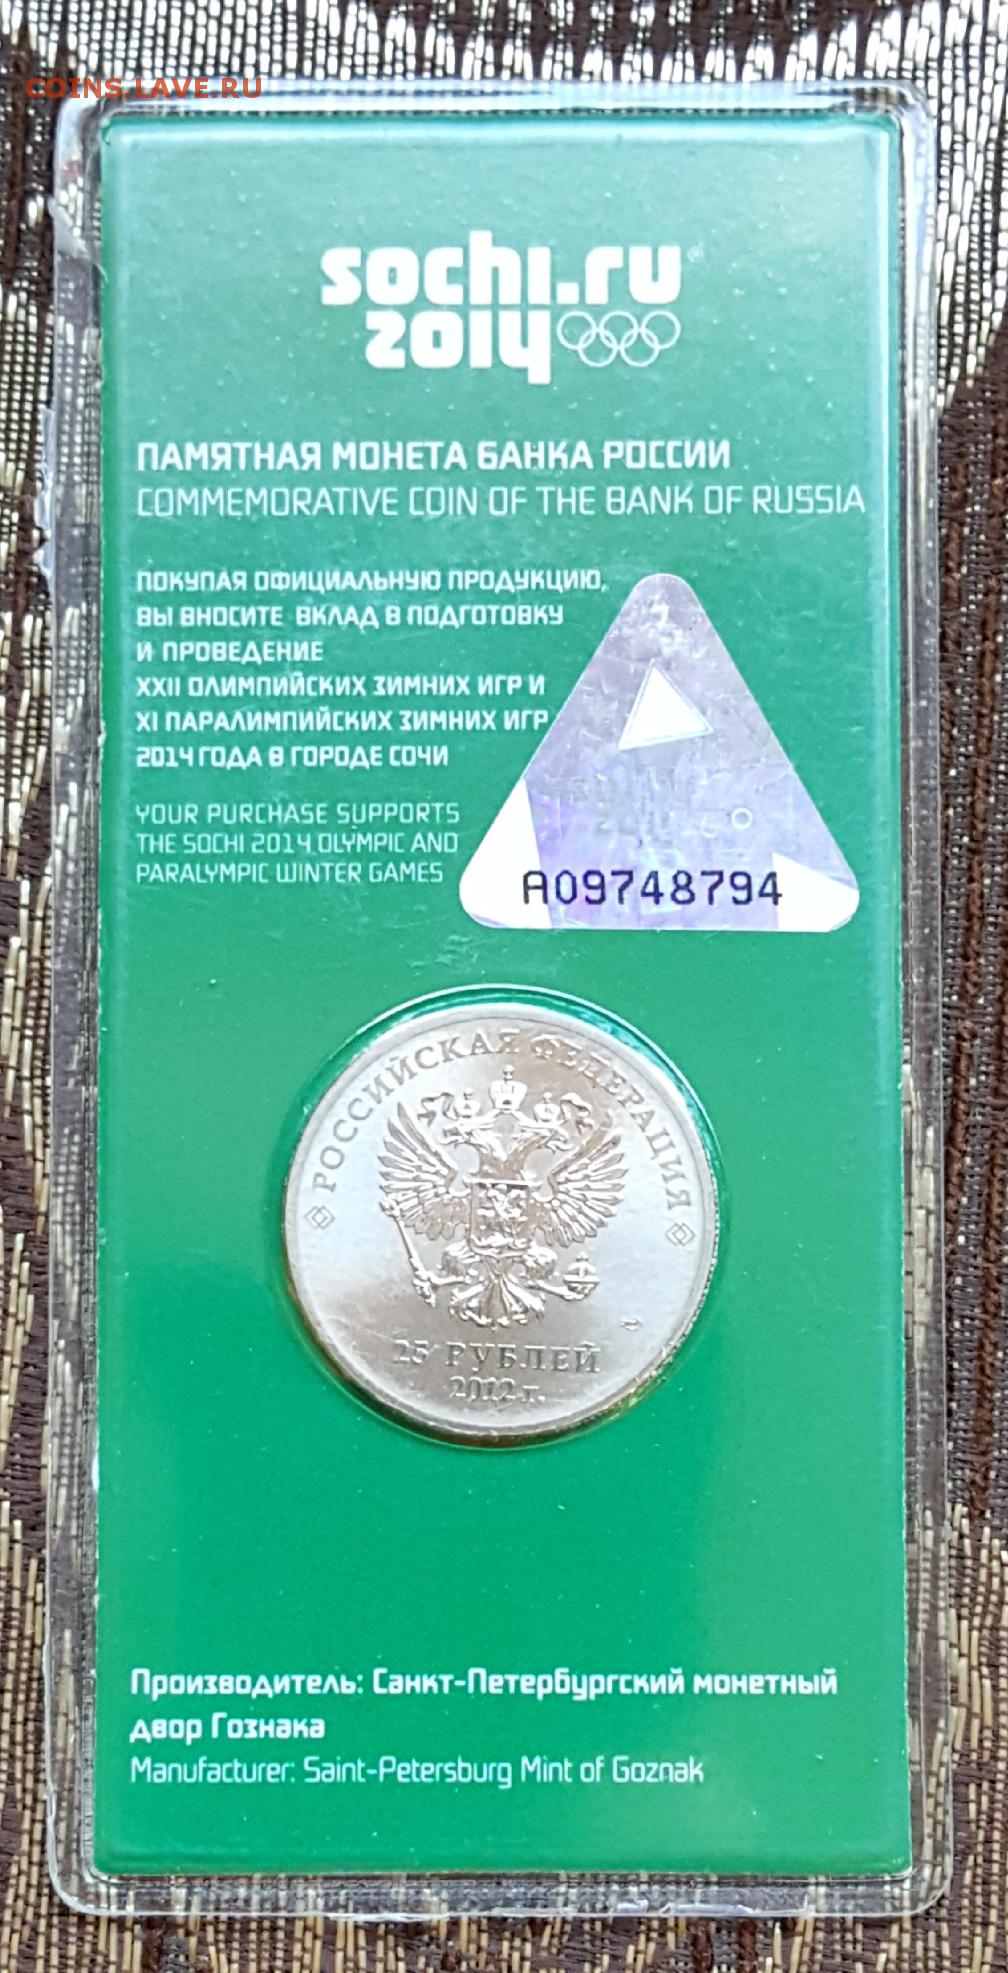 COINS.LAVE.RU
sochi.ru
2014
ПАМЯТНАЯ МОНЕТА БАНКА РОССИИ
COMMEMORATIVE COIN OF THE BANK OF RUSSIA
ПОКУПАЯ ОФИЦИАЛЬНУЮ ПРОДУКЦИЮ,
ВЫ ВНОСИТЕ ВКЛАД В ПОДГОТОВКУ
И ПРОВЕДЕНИЕ
XXII ОЛИМПИЙСКИХ ЗИМНИХ ИГР И
XI ПАРАЛИМПИЙСКИХ ЗИМНИХ ИГР
2014 ГОДА В ГОРОДЕ СОЧИ
YOUR PURCHASE SUPPORTS
THE SOCHI 2014 OLYMPIC AND
PARALYMPIC WINTER GAMES
A09748794
РОССИЙСКАЯ ФЕДЕРАЦИЯ
25 РУБЛЕЙ
2012 г.
Производитель: Санкт-Петербургский монетный
двор Гознака
Manufacturer: Saint-Petersburg Mint of Goznak